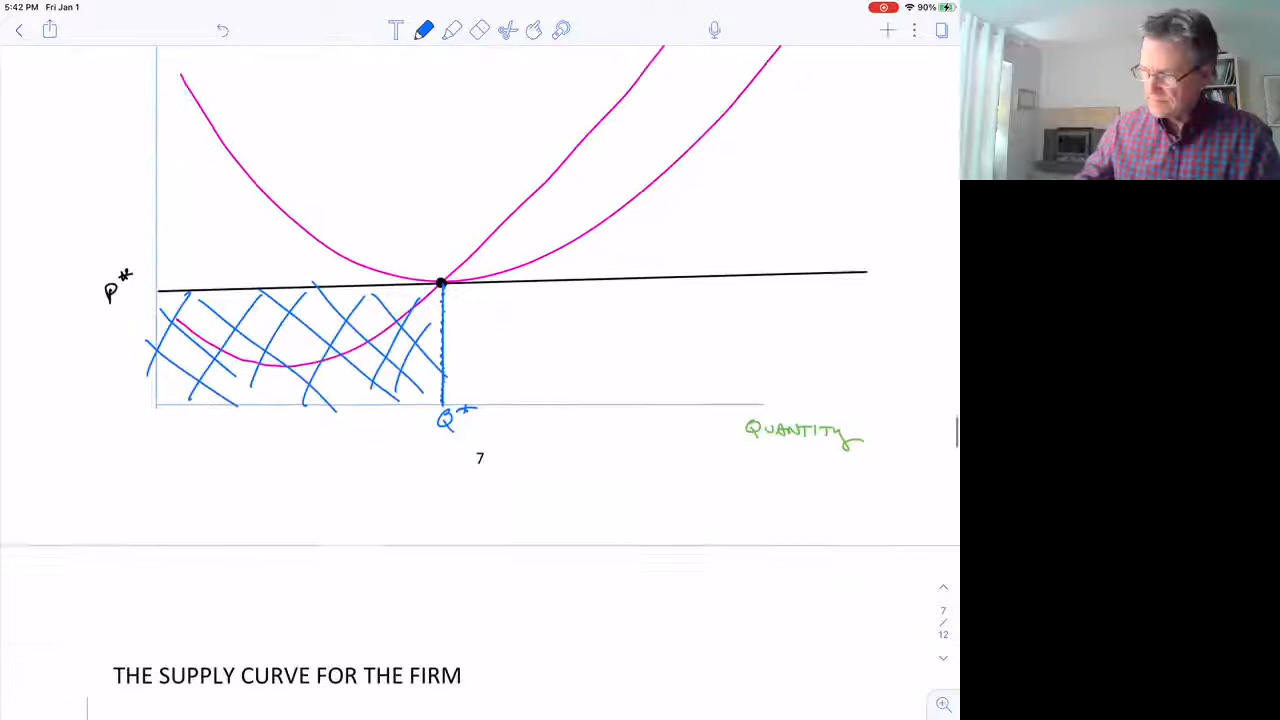 5:42 PM Fri Jan 1
90%
T
P*
Q*
QUANTITY
7
7
/
12
THE SUPPLY CURVE FOR THE FIRM